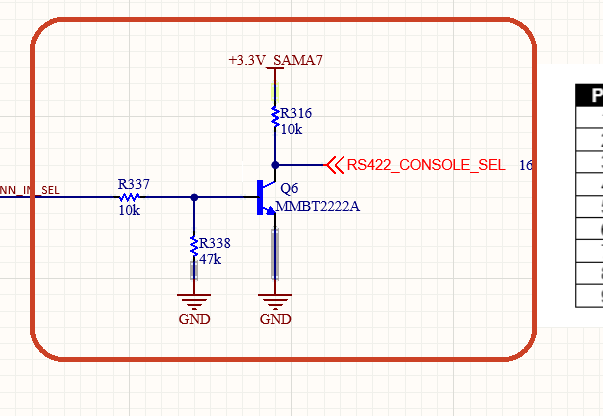 +3.3V_SAMA7
R316
10k
RS422_CONSOLE_SEL 16
NN_IN_SEL
R337
10k
Q6
MMBT2222A
R338
47k
GND
GND
P